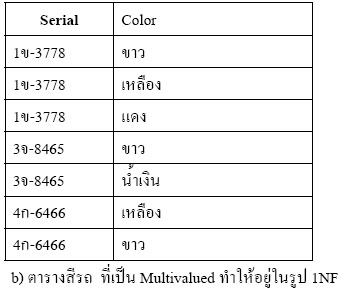 Serial Color
1ข-3778 ขาว
1ข-3778 เหลือง
1ข-3778 แดง
3จ-8465 ขาว
3จ-8465 น้ำเงิน
4ก-6466 เหลือง
4ก-6466 ขาว
b) ตารางสีรถ ที่เป็น Multivalued ทำให้อยู่ในรูป 1NF